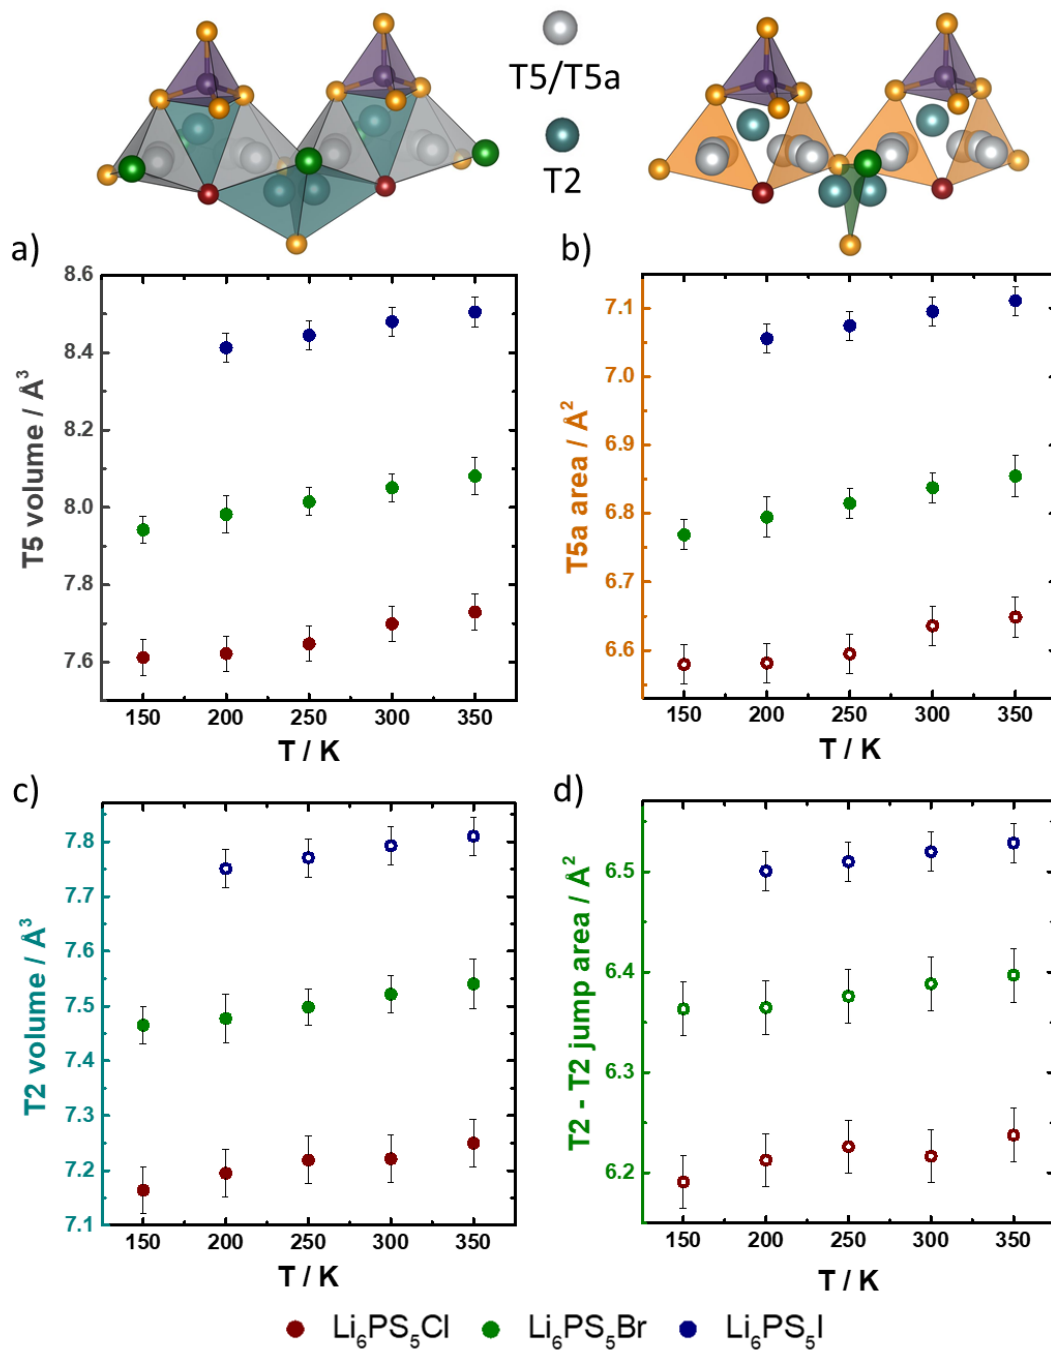 T5/T5a
T2
a)
8.6
8.4
8.2
8.0
7.8
7.6
T5 volume / Å³
150 200 250 300 350
T / K
b)
7.1
7.0
6.9
6.8
6.7
6.6
T5a area / Å²
150 200 250 300 350
T / K
c)
7.8
7.7
7.6
7.5
7.4
7.3
7.2
7.1
T2 volume / Å³
150 200 250 300 350
T / K
d)
6.5
6.4
6.3
6.2
T2 - T2 jump area / Å²
150 200 250 300 350
T / K
Li₆PS₅Cl Li₆PS₅Br Li₆PS₅I